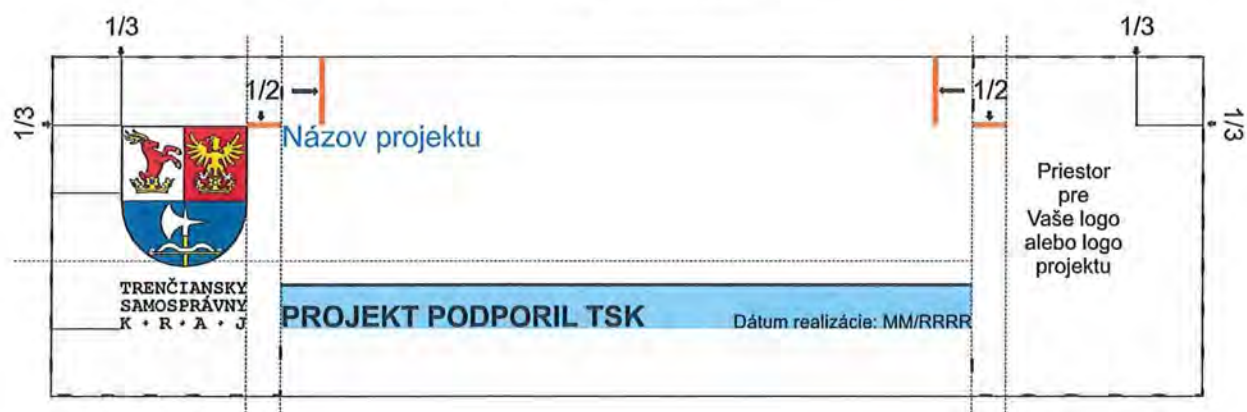 1/3
1/3
1/2
1/2
1/3
1/3
Názov projektu
Priestor
pre
Vaše logo
alebo logo
projektu
TRENČIANSKY
SAMOSPRÁVNY
K • R • A • J
PROJEKT PODPORIL TSK
Dátum realizácie: MM/RRRR